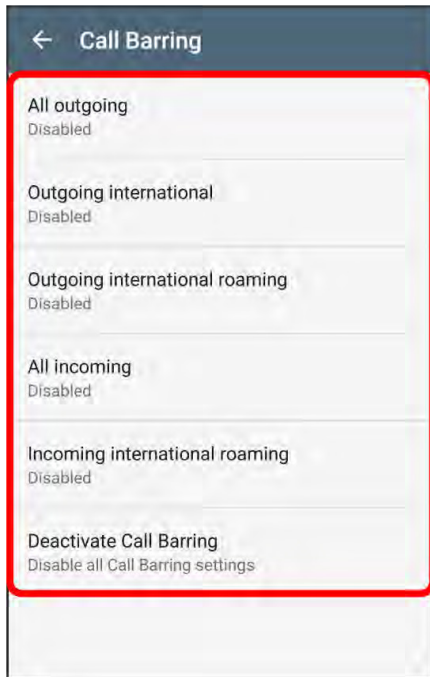 Call Barring
All outgoing
Disabled
Outgoing international
Disabled
Outgoing international roaming
Disabled
All incoming
Disabled
Incoming international roaming
Disabled
Deactivate Call Barring
Disable all Call Barring settings